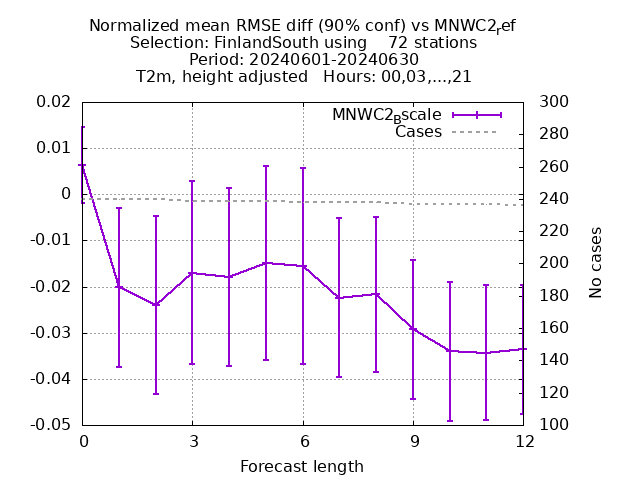 Normalized mean RMSE diff (90% conf) vs MNWC2ref
Selection: FinlandSouth using    72 stations
Period: 20240601-20240630
T2m, height adjusted   Hours: 00,03,...,21
MNWC2Bscale
Cases
0.02
0.01
0
-0.01
-0.02
-0.03
-0.04
-0.05
300
280
260
240
220
200
180
160
140
120
100
No cases
0 3 6 9 12
Forecast length